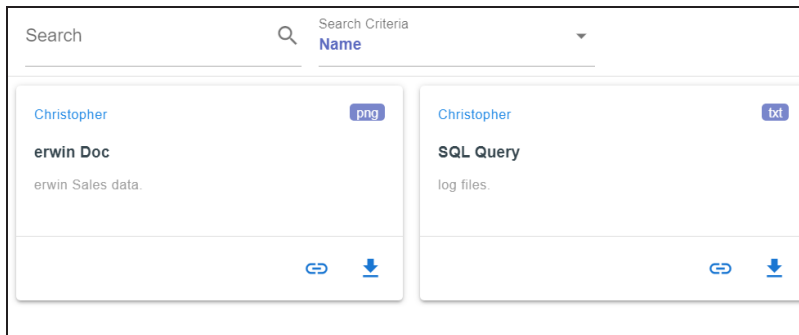 Search
Search Criteria
Name
Christopher
png
erwin Doc
erwin Sales data.
Christopher
txt
SQL Query
log files.